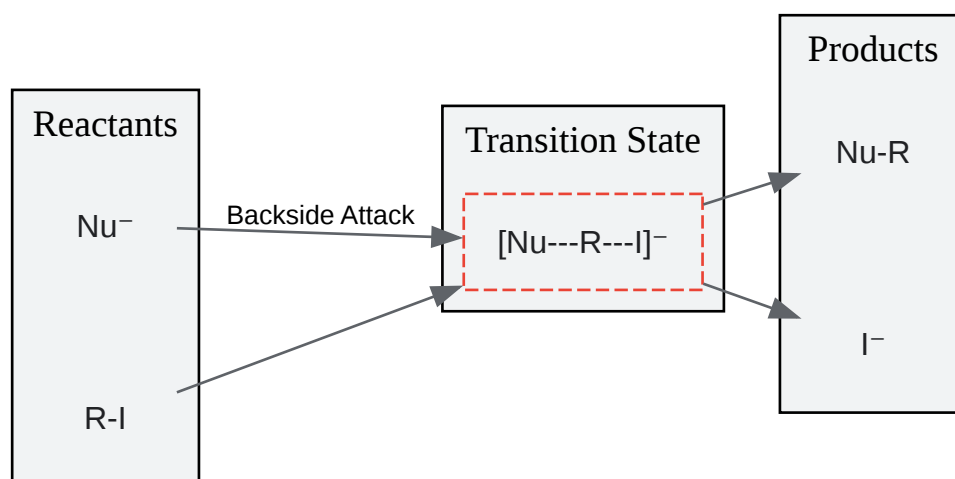 Reactants
Nu⁻
R-I
Backside Attack
Transition State
[Nu---R---I]⁻
Products
Nu-R
I⁻